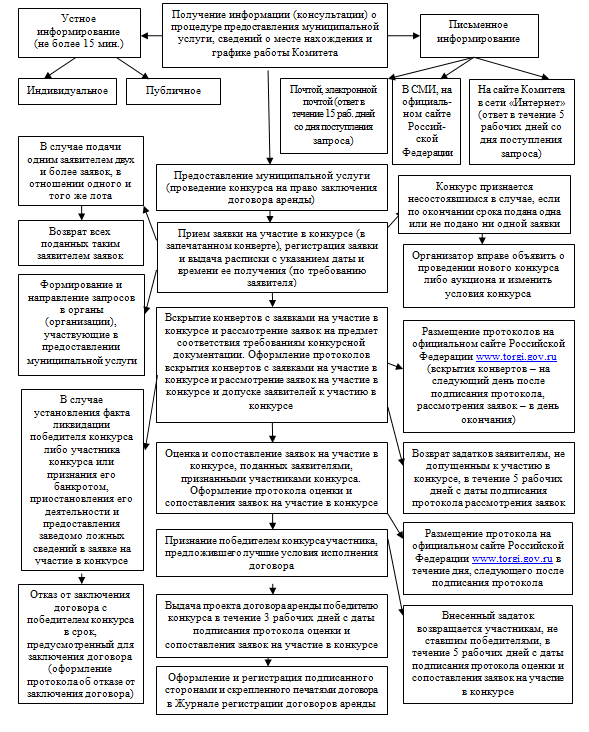 Устное
информирование
(не более 15 мин.)
Получение информации (консультации) о
процедуре предоставления муниципальной
услуги, сведений о месте нахождения и
графике работы Комитета
Письменное
информирование
Индивидуальное
Публичное
Почтой, электронной
почтой (ответ в
течение 15 раб. дней
со дня поступления
запроса)
В СМИ, на
официаль-
ном сайте
Россий-
ской
Федерации
На сайте Комитета
в сети «Интернет»
(ответ в течение 5
рабочих дней со
дня поступления
запроса)
В случае подачи
одним заявителем двух
и более заявок, в
отношении одного и
того же лота
Предоставление муниципальной услуги
(проведение конкурса на право заключения
договора аренды)
Конкурс признается
несостоявшимся в случае, если
по окончании срока подана одна
или не подано ни одной заявки
Возврат всех
поданных таким
заявителем заявок
Прием заявки на участие в конкурсе (в
запечатанном конверте), регистрация заявки
и выдача расписки с указанием даты и
времени ее получения (по требованию
заявителя)
Организатор вправе объявить о
проведении нового конкурса
либо аукциона и изменить
условия конкурса
Формирование и
направление запросов
в органы
(организации),
участвующие в
предоставлении
муниципальной услуги
Вскрытие конвертов с заявками на участие в
конкурсе и рассмотрение заявок на предмет
соответствия требованиям конкурсной
документации. Оформление протоколов
вскрытия конвертов с заявками на участие в
конкурсе и рассмотрение заявок на участие в
конкурсе и допуске заявителей к участию в
конкурсе
Размещение протоколов на
официальном сайте Российской
Федерации www.torgi.gov.ru
(вскрытия конвертов – на
следующий день после
подписания протокола,
рассмотрения заявок – в день
окончания)
В случае
установления факта
ликвидации
победителя конкурса
либо участника
конкурса или
признания его
банкротом,
приостановления его
деятельности и
предоставления
заведомо ложных
сведений в заявке на
участие в конкурсе
Оценка и сопоставление заявок на участие в
конкурсе, поданных заявителями,
признанными участниками конкурса.
Оформление протокола оценки и
сопоставления заявок на участие в конкурсе
Возврат задатков заявителям, не
допущенным к участию в
конкурсе, в течение 5 рабочих
дней с даты подписания
протокола рассмотрения заявок
Признание победителем конкурса участника,
предложившего лучшие условия исполнения
договора
Размещение протокола на
официальном сайте Российской
Федерации www.torgi.gov.ru в
течение дня, следующего после
подписания протокола
Отказ от заключения
договора с
победителем конкурса
в срок,
предусмотренный для
заключения договора
(оформление
протокола об отказе от
заключения договора)
Выдача проекта договора аренды победителю
конкурса в течение 3 рабочих дней с даты
подписания протокола оценки и
сопоставления заявок на участие в конкурсе
Внесенный задаток
возвращается участникам, не
ставшим победителями, в
течение 5 рабочих дней с даты
подписания протокола оценки и
сопоставления заявок на участие
в конкурсе
Оформление и регистрация подписанного
сторонами и скрепленного печатями договора
в Журнале регистрации договоров аренды